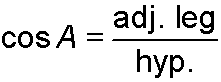 cos A = adj. leg / hyp.